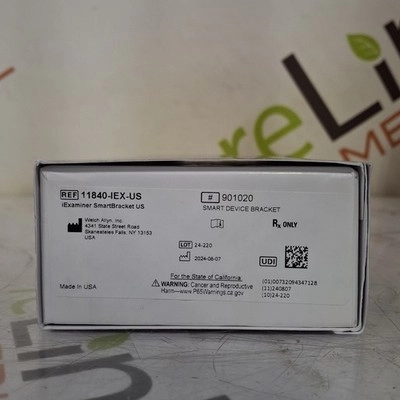 REF 11840-IEX-US
iExaminer SmartBracket US
# 901020
SMART DEVICE BRACKET
Welch Allyn, Inc.
4341 State Street Road
Skaneateles Falls, NY 13153
USA
Rx ONLY
LOT 24-220
2024-08-07
UDI
For the State of California:
WARNING: Cancer and Reproductive
Harm—www.P65Warnings.ca.gov
Made in USA
(01)00732094347128
(11)240807
(10)24-220